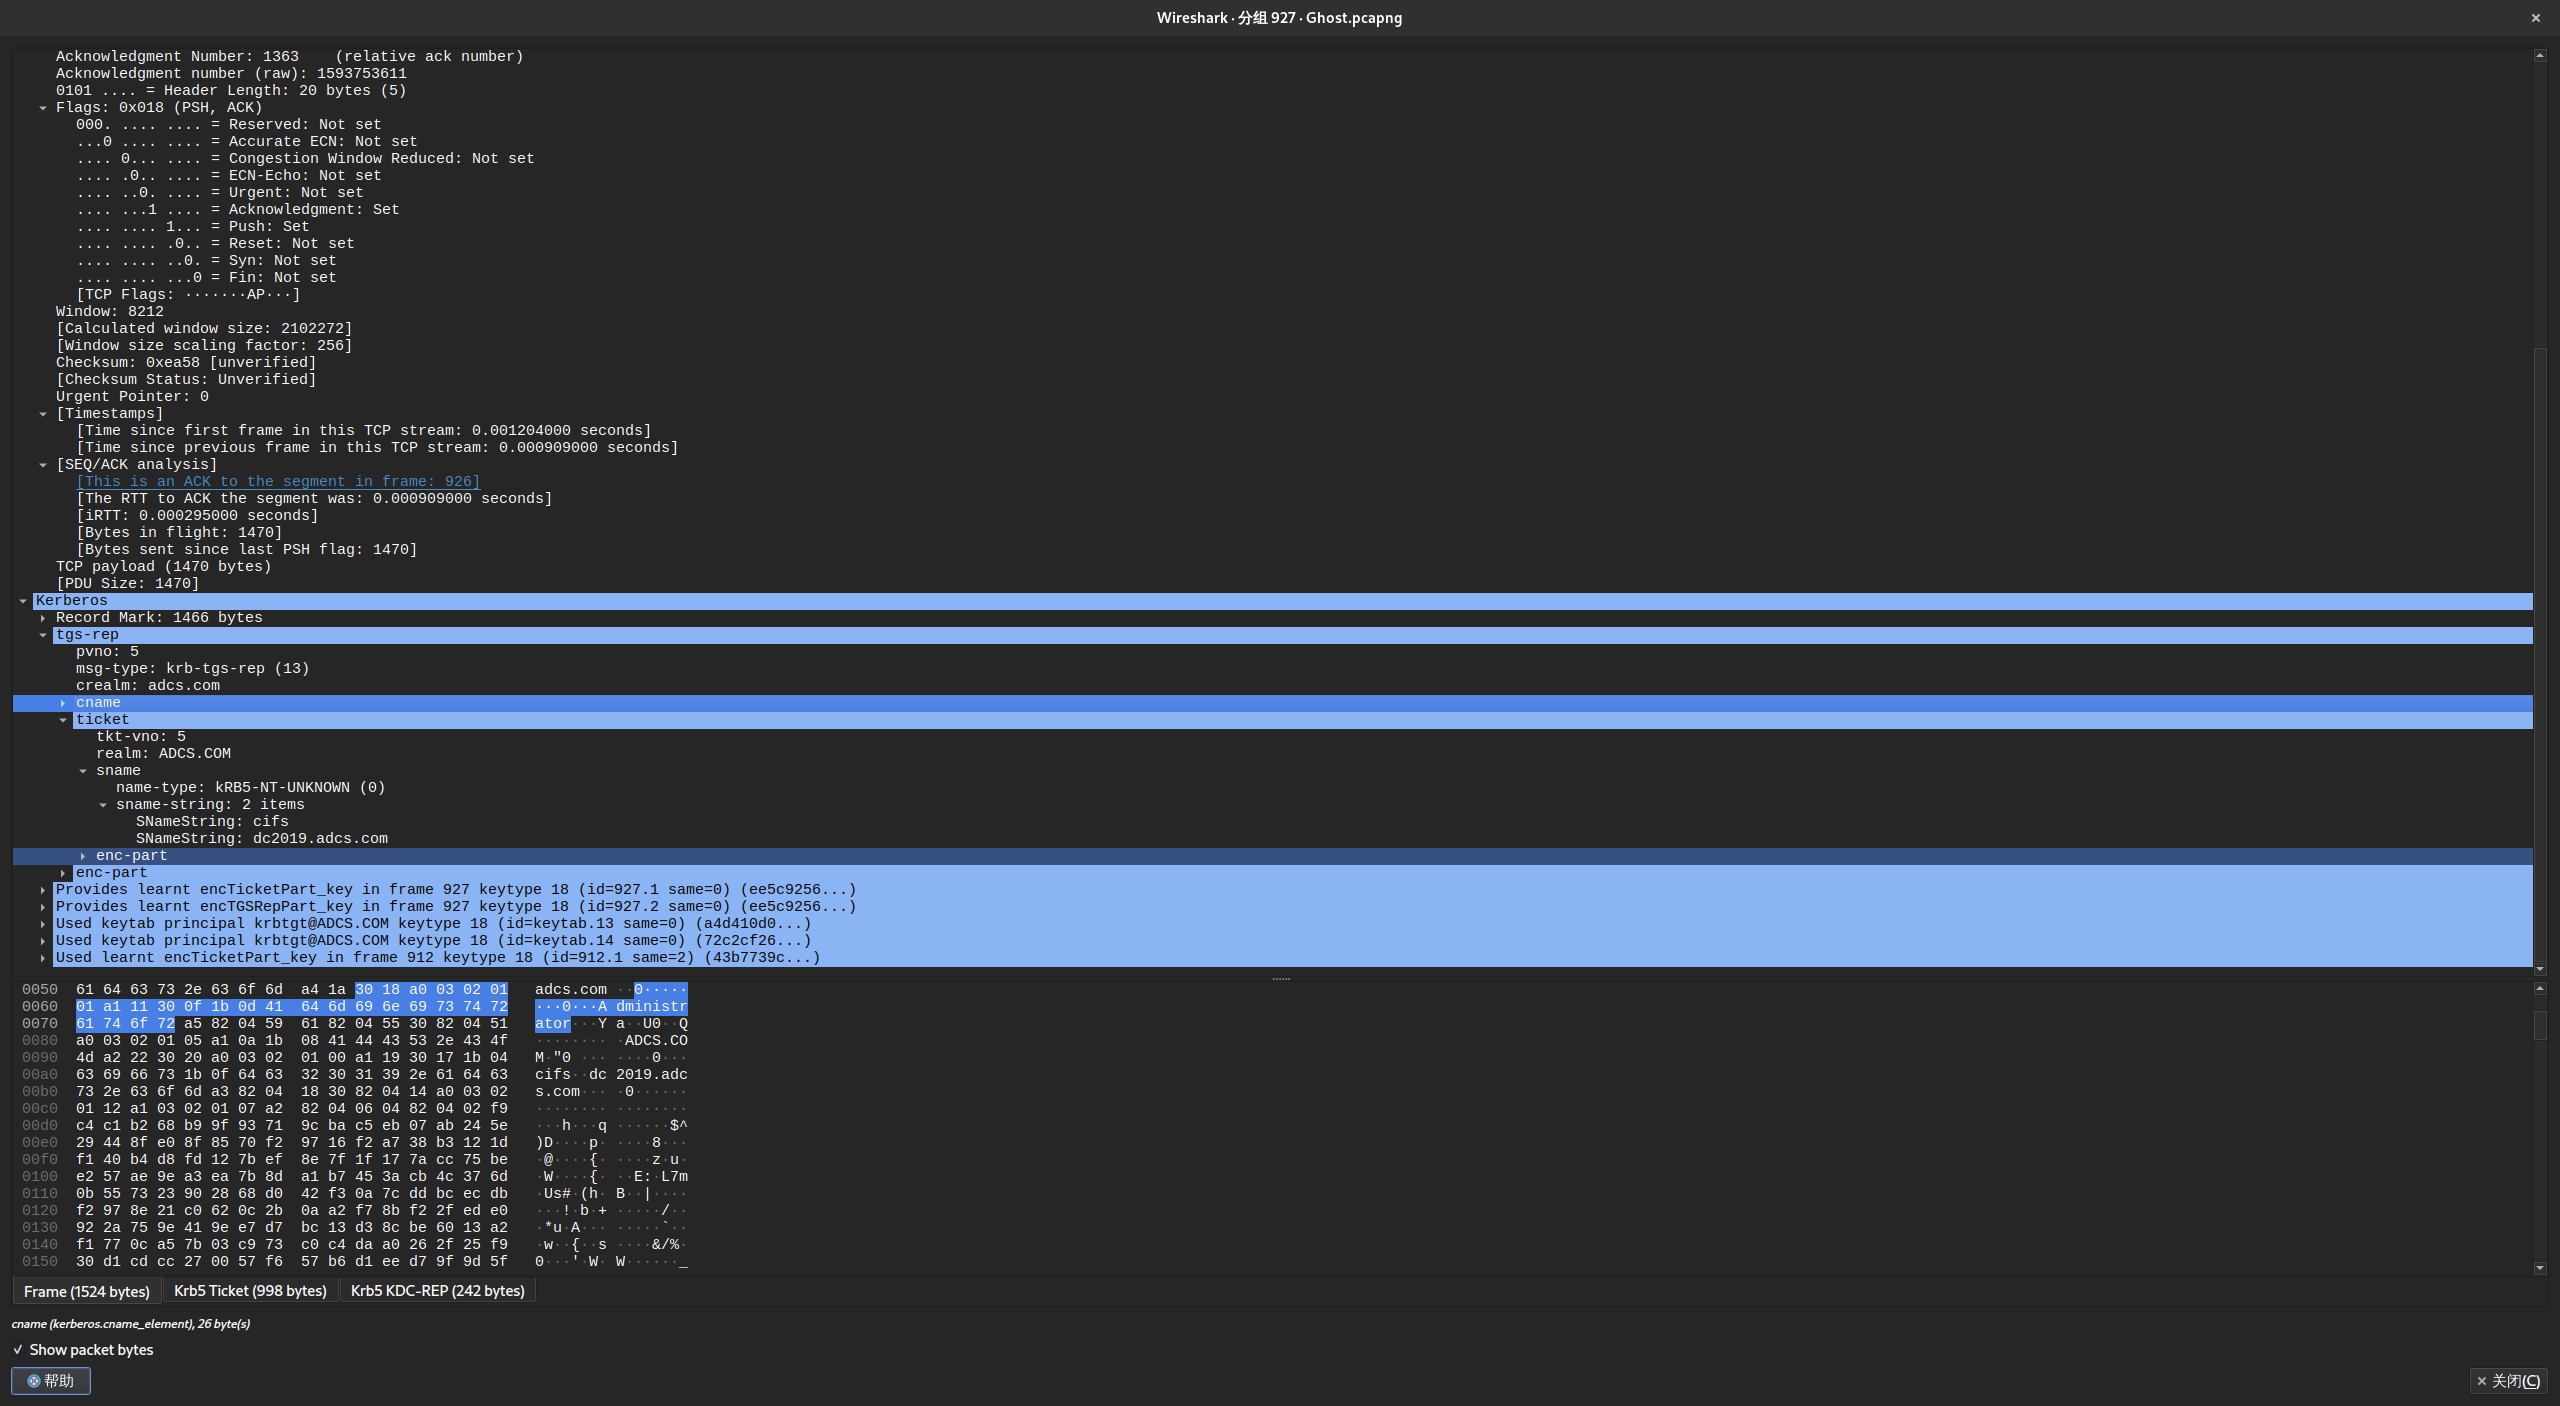 Wireshark · 分组 927 · Ghost.pcapng
Acknowledgment Number: 1363    (relative ack number)
Acknowledgment number (raw): 1593753611
0101 .... = Header Length: 20 bytes (5)
Flags: 0x018 (PSH, ACK)
000. .... .... = Reserved: Not set
...0 .... .... = Accurate ECN: Not set
.... 0... .... = Congestion Window Reduced: Not set
.... .0.. .... = ECN-Echo: Not set
.... ..0. .... = Urgent: Not set
.... ...1 .... = Acknowledgment: Set
.... .... 1... = Push: Set
.... .... .0.. = Reset: Not set
.... .... ..0. = Syn: Not set
.... .... ...0 = Fin: Not set
[TCP Flags: ·······AP···]
Window: 8212
[Calculated window size: 2102272]
[Window size scaling factor: 256]
Checksum: 0xea58 [unverified]
[Checksum Status: Unverified]
Urgent Pointer: 0
[Timestamps]
[Time since first frame in this TCP stream: 0.001204000 seconds]
[Time since previous frame in this TCP stream: 0.000909000 seconds]
[SEQ/ACK analysis]
[This is an ACK to the segment in frame: 926]
[The RTT to ACK the segment was: 0.000909000 seconds]
[iRTT: 0.000295000 seconds]
[Bytes in flight: 1470]
[Bytes sent since last PSH flag: 1470]
TCP payload (1470 bytes)
[PDU Size: 1470]
Kerberos
Record Mark: 1466 bytes
tgs-rep
pvno: 5
msg-type: krb-tgs-rep (13)
crealm: adcs.com
cname
ticket
tkt-vno: 5
realm: ADCS.COM
sname
name-type: kRB5-NT-UNKNOWN (0)
sname-string: 2 items
SNameString: cifs
SNameString: dc2019.adcs.com
enc-part
enc-part
Provides learnt encTicketPart_key in frame 927 keytype 18 (id=927.1 same=0) (ee5c9256...)
Provides learnt encTGSRepPart_key in frame 927 keytype 18 (id=927.2 same=0) (ee5c9256...)
Used keytab principal krbtgt@ADCS.COM keytype 18 (id=keytab.13 same=0) (a4d410d0...)
Used keytab principal krbtgt@ADCS.COM keytype 18 (id=keytab.14 same=0) (72c2cf26...)
Used learnt encTicketPart_key in frame 912 keytype 18 (id=912.1 same=2) (43b7739c...)
0050  61 64 63 73 2e 63 6f 6d  a4 1a 30 18 a0 03 02 01   adcs.com ··0·····
0060  01 a1 11 30 0f 1b 0d 41  64 6d 69 6e 69 73 74 72   ···0···A dministr
0070  61 74 6f 72 a5 82 04 59  61 82 04 55 30 82 04 51   ator···Y a··U0··Q
0080  a0 03 02 01 05 a1 0a 1b  08 41 44 43 53 2e 43 4f   ········ ·ADCS.CO
0090  4d a2 22 30 20 a0 03 02  01 00 a1 19 30 17 1b 04   M·"0 ··· ····0···
00a0  63 69 66 73 1b 0f 64 63  32 30 31 39 2e 61 64 63   cifs··dc 2019.adc
00b0  73 2e 63 6f 6d a3 82 04  18 30 82 04 14 a0 03 02   s.com··· ·0······
00c0  01 12 a1 03 02 01 07 a2  82 04 06 04 82 04 02 f9   ········ ········
00d0  c4 c1 b2 68 b9 9f 93 71  9c ba c5 eb 07 ab 24 5e   ···h···q ······$^
00e0  29 44 8f e0 8f 85 70 f2  97 16 f2 a7 38 b3 12 1d   )D····p· ····8···
00f0  f1 40 b4 d8 fd 12 7b ef  8e 7f 1f 17 7a cc 75 be   ·@····{· ····z·u·
0100  e2 57 ae 9e a3 ea 7b 8d  a1 b7 45 3a cb 4c 37 6d   ·W····{· ··E:·L7m
0110  0b 55 73 23 90 28 68 d0  42 f3 0a 7c dd bc ec db   ·Us#·(h· B··|····
0120  f2 97 8e 21 c0 62 0c 2b  0a a2 f7 8b f2 2f ed e0   ···!·b·+ ·····/··
0130  92 2a 75 9e 41 9e e7 d7  bc 13 d3 8c be 60 13 a2   ·*u·A··· ·····`··
0140  f1 77 0c a5 7b 03 c9 73  c0 c4 da a0 26 2f 25 f9   ·w··{··s ····&/%·
0150  30 d1 cd cc 27 00 57 f6  57 b6 d1 ee d7 9f 9d 5f   0···'·W· W······_
Frame (1524 bytes)  Krb5 Ticket (998 bytes)  Krb5 KDC-REP (242 bytes)
cname (kerberos.cname_element), 26 byte(s)
Show packet bytes
帮助  关闭(C)